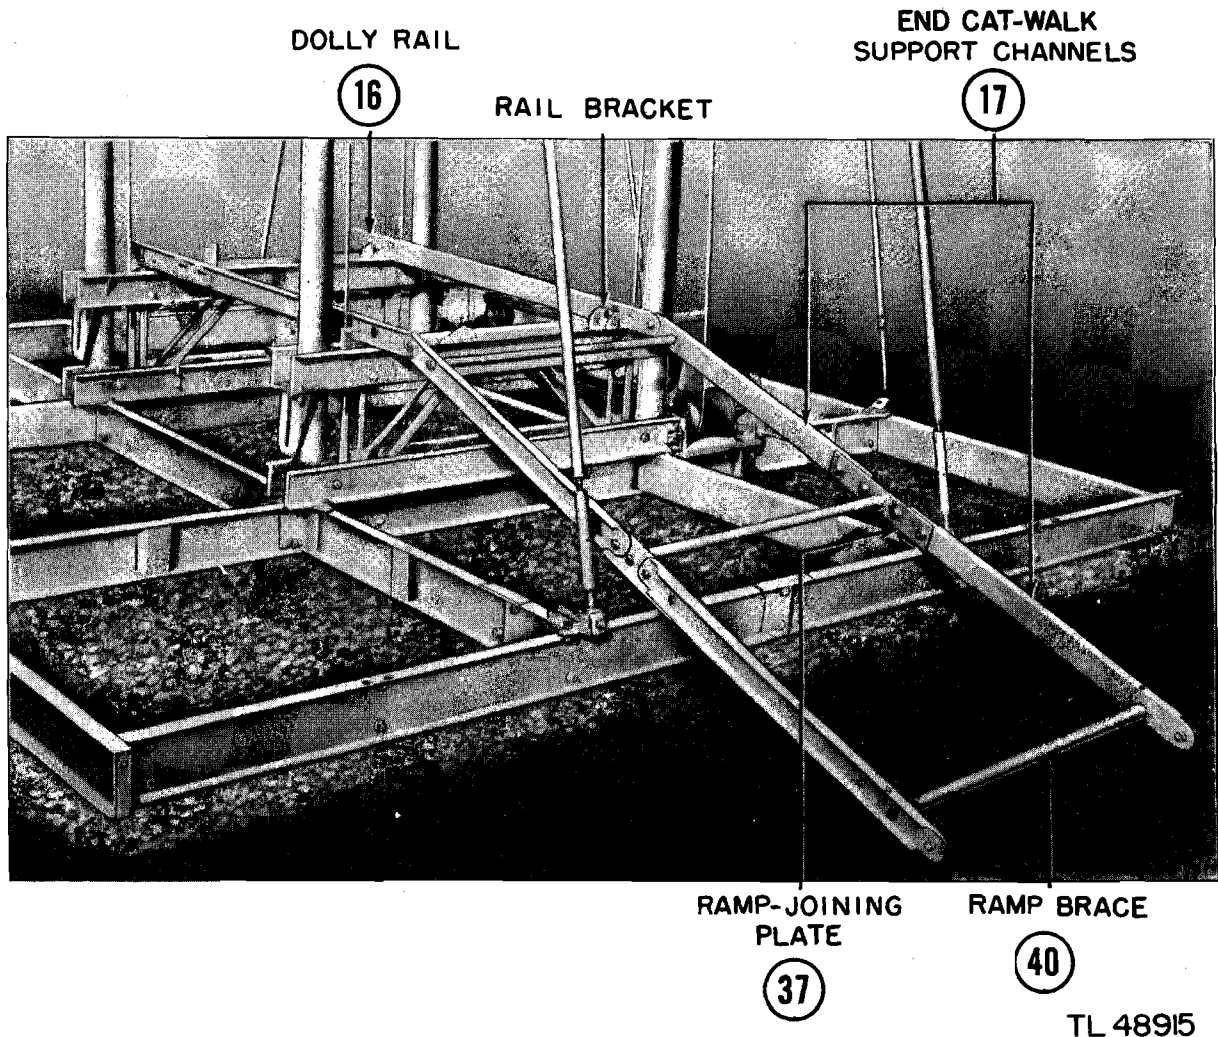 DOLLY RAIL
16
RAIL BRACKET
END CAT-WALK
SUPPORT CHANNELS
17
RAMP-JOINING
PLATE
37
RAMP BRACE
40
TL 48915